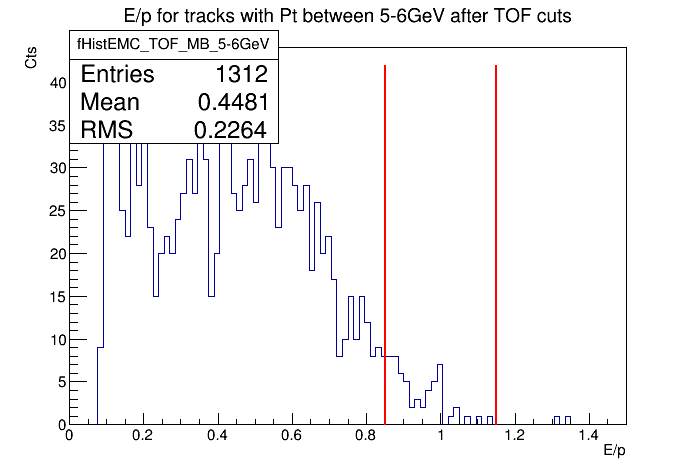 E/p for tracks with Pt between 5-6GeV after TOF cuts
fHistEMC_TOF_MB_5-6GeV
Entries 1312
Mean 0.4481
RMS 0.2264
Cts
40
35
30
25
20
15
10
5
0
0 0.2 0.4 0.6 0.8 1 1.2 1.4
E/p